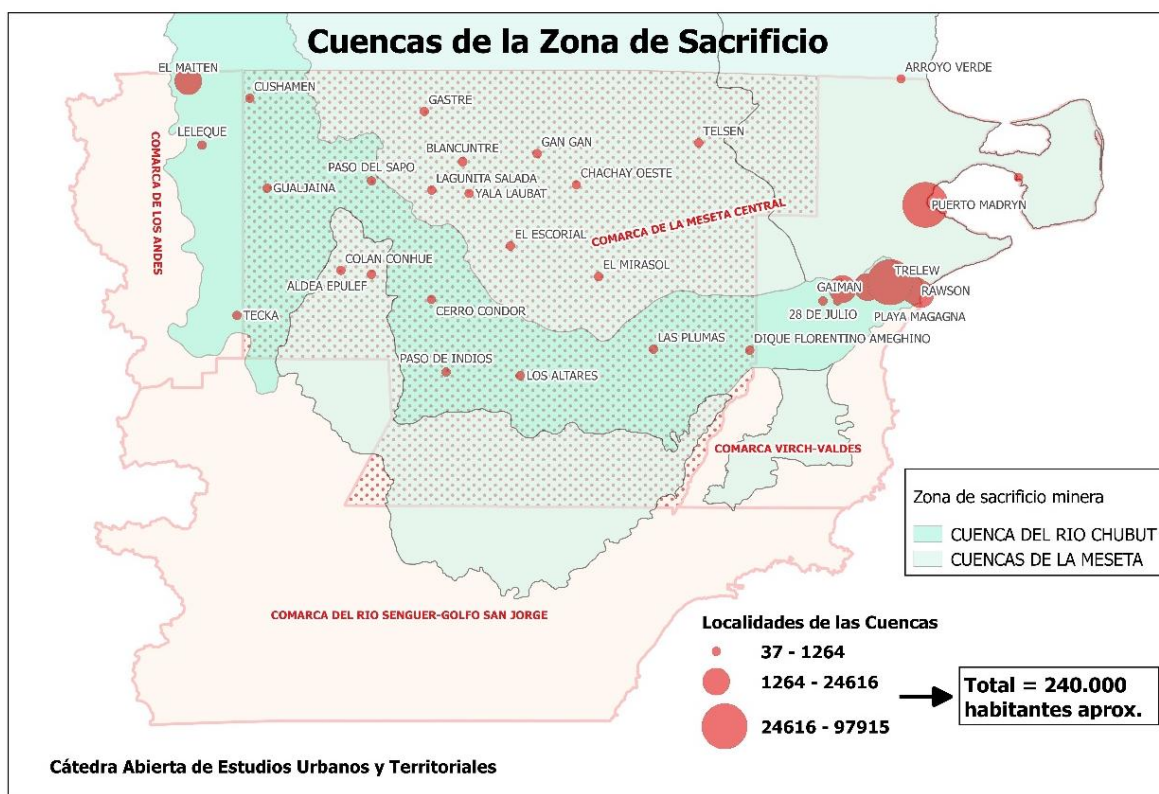 Cuencas de la Zona de Sacrificio
EL MAITEN
ARROYO VERDE
CUSHAMEN
GASTRE
LELEQUE
TELSEN
GAN GAN
BLANCUNTRE
PASO DEL SAPO
CHACHAY OESTE
GUALJAINA
LAGUNITA SALADA
YALA LAUBAT
PUERTO MADRYN
COMARCA DE LOS ANDES
COMARCA DE LA MESETA CENTRAL
EL ESCORIAL
COLAN CONHUE
EL MIRASOL
TRELEW
ALDEA EPULEF
GAIMAN
RAWSON
CERRO CONDOR
28 DE JULIO
PLAYA MAGAGNA
TECKA
LAS PLUMAS
DIQUE FLORENTINO AMEGHINO
PASO DE INDIOS
LOS ALTARES
COMARCA VIRCH-VALDES
Zona de sacrificio minera
CUENCA DEL RIO CHUBUT
CUENCAS DE LA MESETA
COMARCA DEL RIO SENGUER-GOLFO SAN JORGE
Localidades de las Cuencas
37 - 1264
1264 - 24616
24616 - 97915
Total = 240.000
habitantes aprox.
Cátedra Abierta de Estudios Urbanos y Territoriales